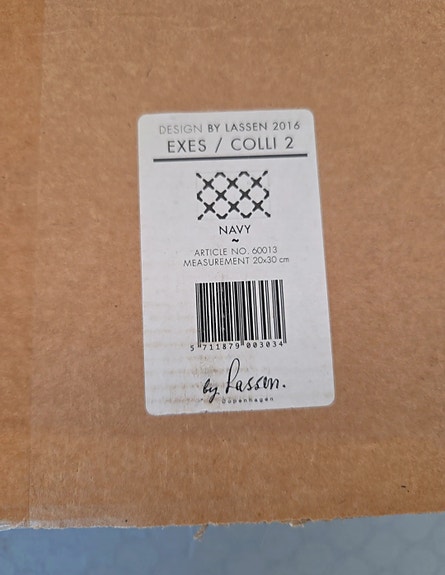 DESIGN BY LASSEN 2016
EXES / COLLI 2
NAVY
~
ARTICLE NO. 60013
MEASUREMENT 20x30 cm
5 711879 003034
by Lassen.
Copenhagen